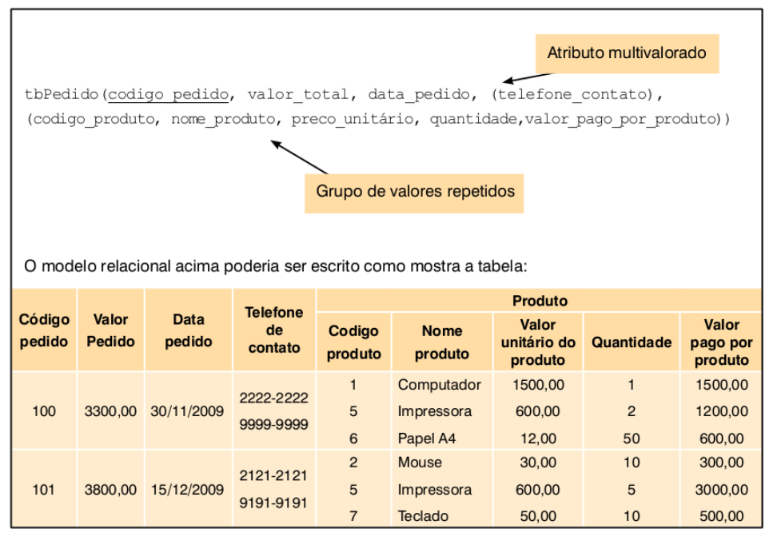 Atributo multivalorado
tbPedido(codigo_pedido, valor_total, data_pedido, (telefone_contato),
(codigo_produto, nome_produto, preco_unitário, quantidade,valor_pago_por_produto))
Grupo de valores repetidos
O modelo relacional acima poderia ser escrito como mostra a tabela:
Código pedido Valor Pedido Data pedido Telefone de contato Produto
Codigo produto Nome produto Valor unitário do produto Quantidade Valor pago por produto
100 3300,00 30/11/2009 2222-2222 9999-9999
1 Computador 1500,00 1 1500,00
5 Impressora 600,00 2 1200,00
6 Papel A4 12,00 50 600,00
101 3800,00 15/12/2009 2121-2121 9191-9191
2 Mouse 30,00 10 300,00
5 Impressora 600,00 5 3000,00
7 Teclado 50,00 10 500,00